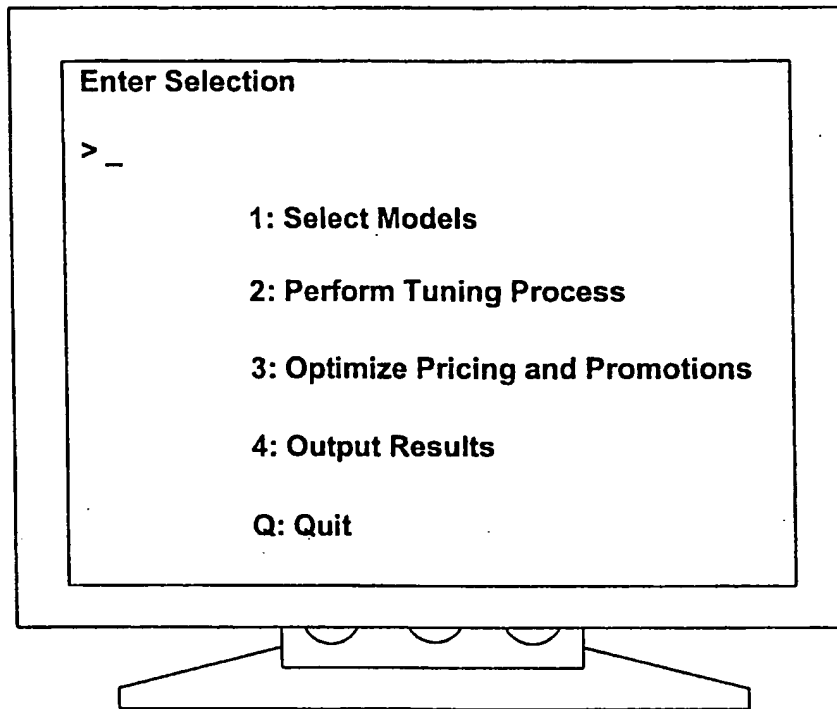 Enter Selection
> _
1: Select Models
2: Perform Tuning Process
3: Optimize Pricing and Promotions
4: Output Results
Q: Quit